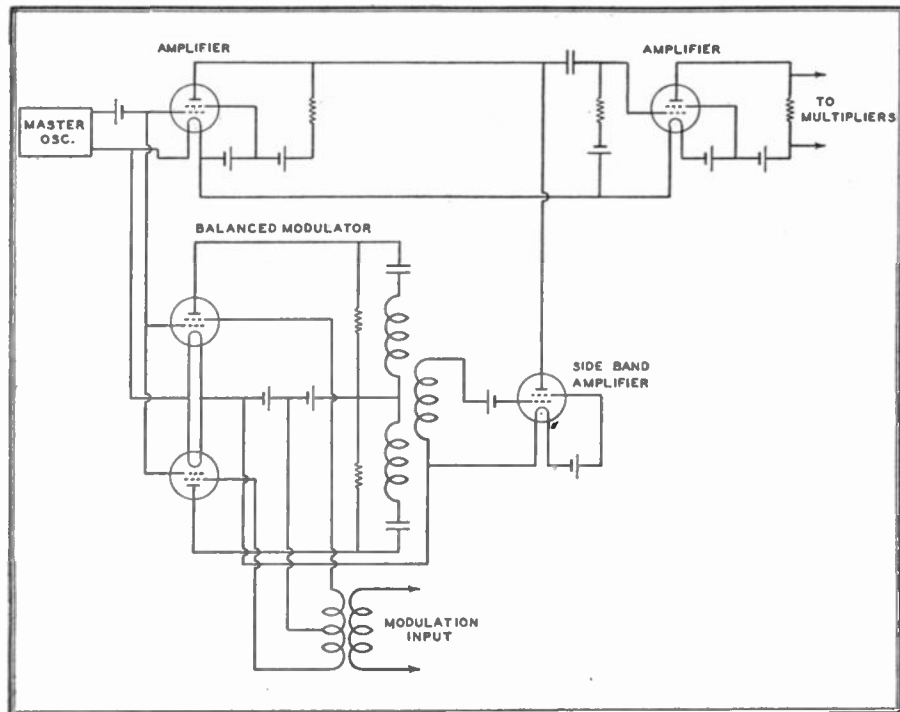 AMPLIFIER
AMPLIFIER
MASTER
OSC.
TO
MULTIPLIERS
BALANCED MODULATOR
SIDE BAND
AMPLIFIER
MODULATION
INPUT